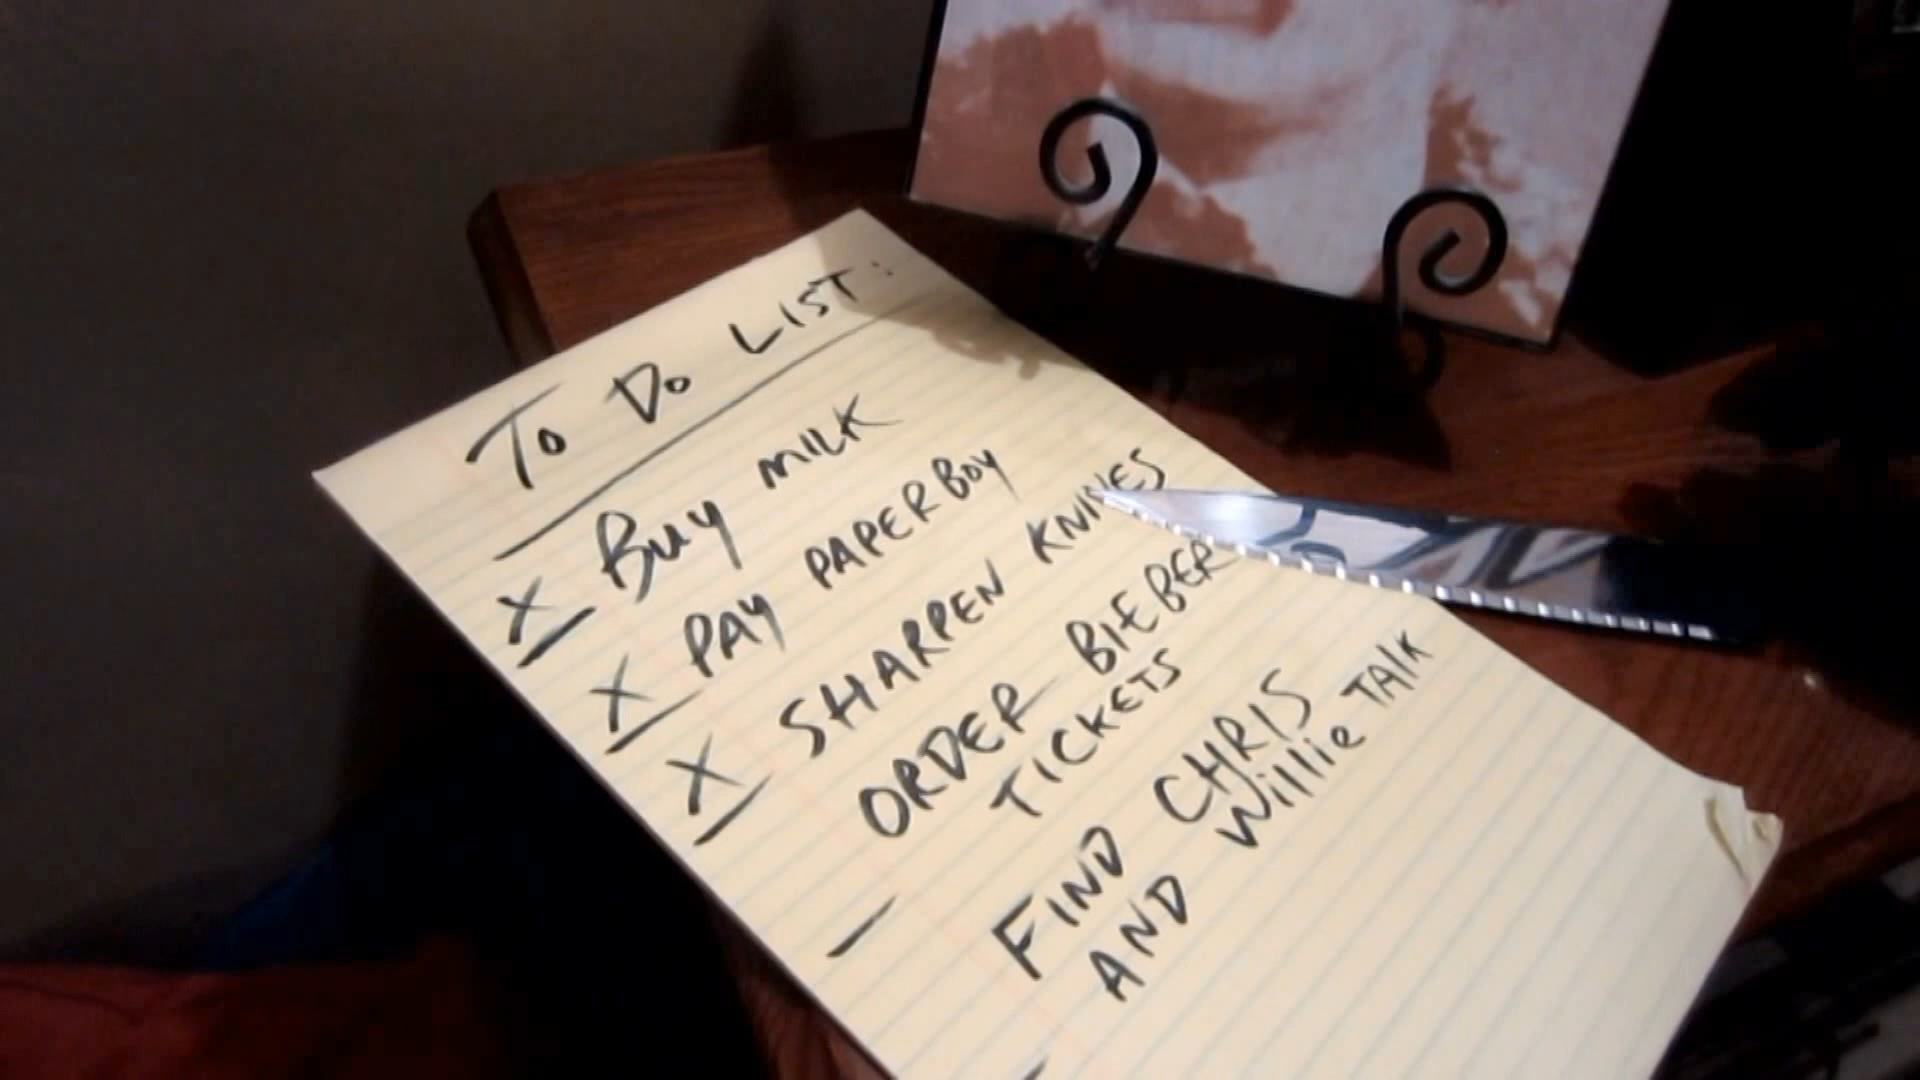 TO DO LIST:
X BUY MILK
X PAY PAPERBOY
X SHARPEN KNIVES
ORDER BIEBER
TICKETS
FIND CHRIS
AND Willie TALK